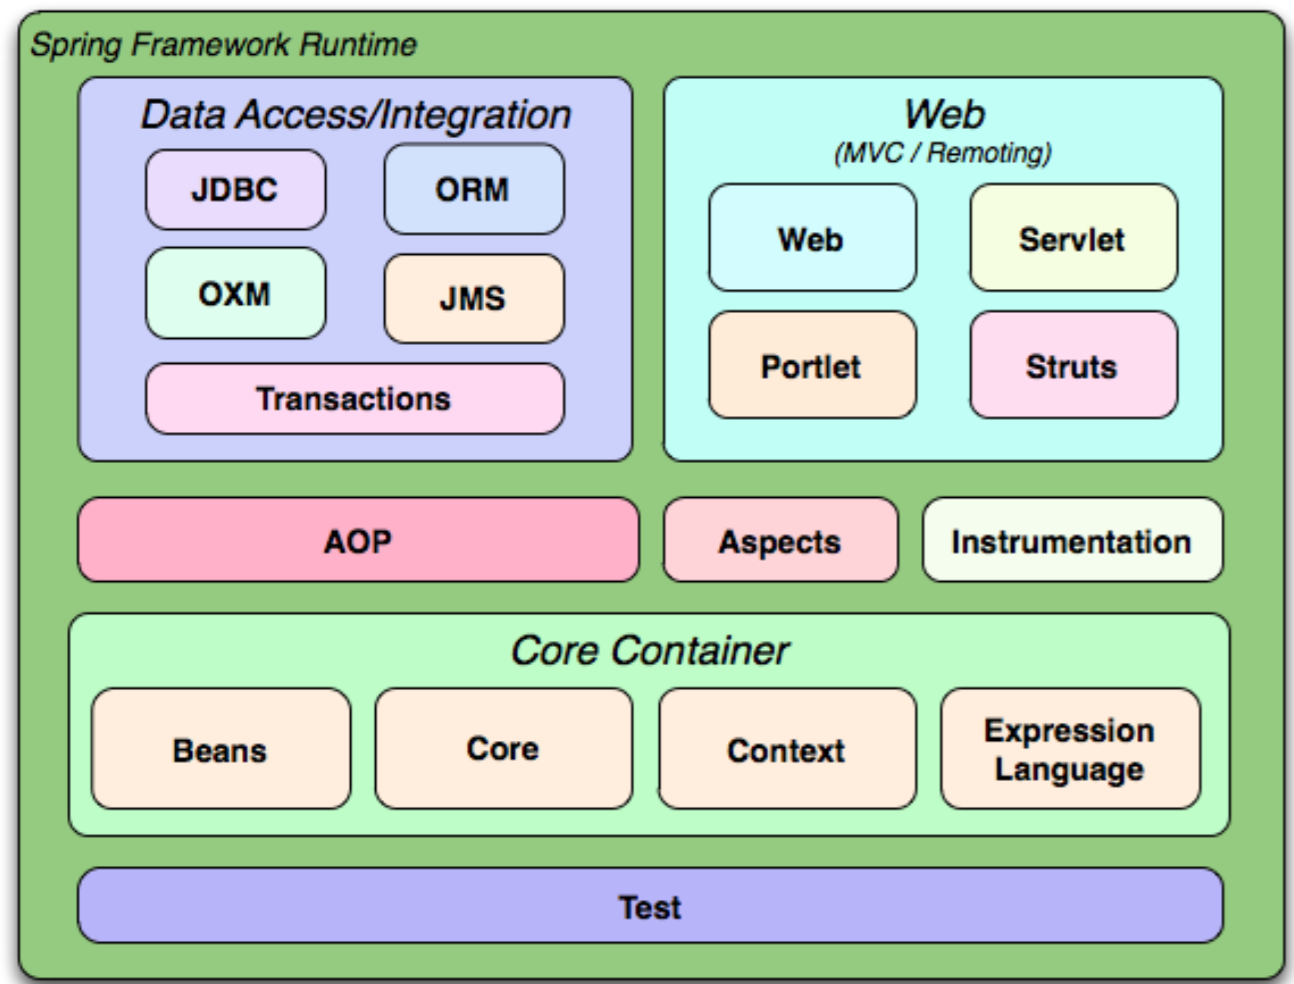 Spring Framework Runtime
Data Access/Integration
JDBC
ORM
OXM
JMS
Transactions
Web
(MVC / Remoting)
Web
Servlet
Portlet
Struts
AOP
Aspects
Instrumentation
Core Container
Beans
Core
Context
Expression
Language
Test